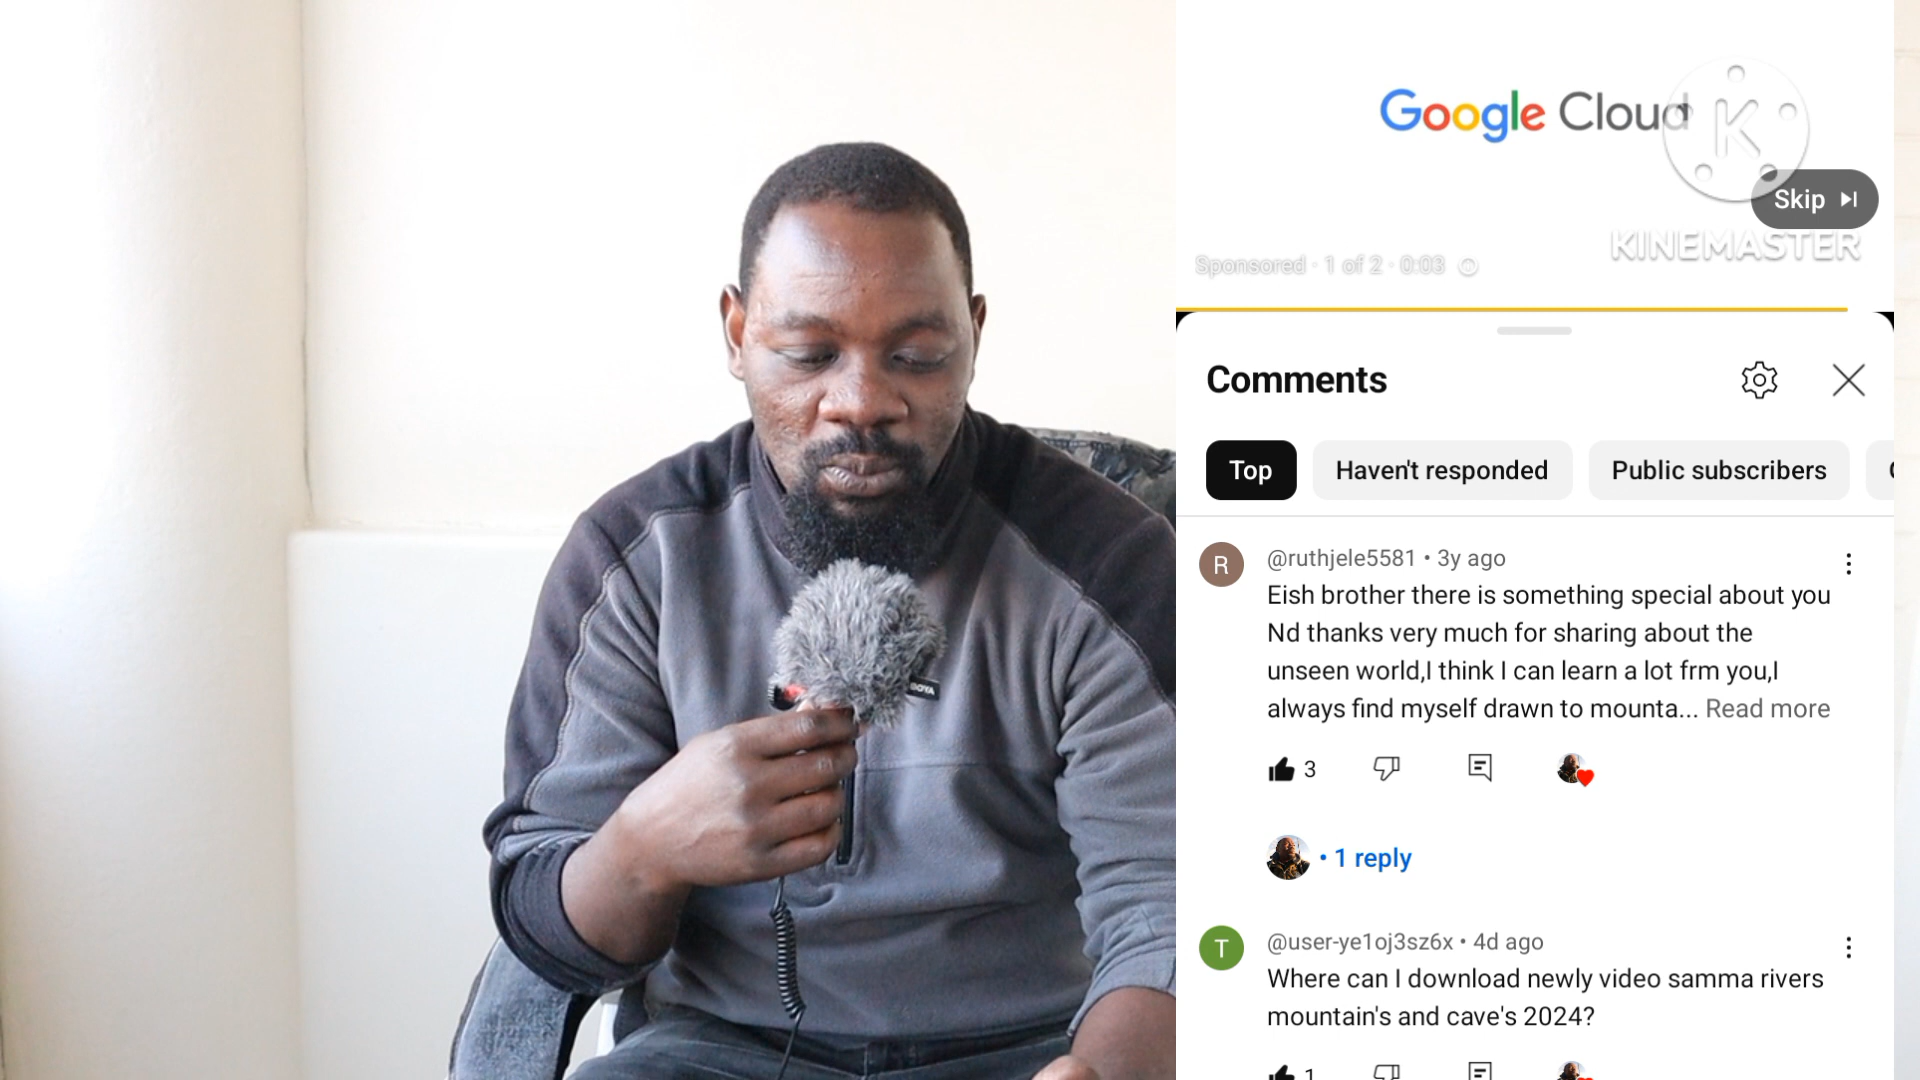 Google Cloud
Skip
KINEMASTER
Sponsored · 1 of 2 · 0:03
Comments
Top
Haven't responded
Public subscribers
R
@ruthjele5581 • 3y ago
Eish brother there is something special about you
Nd thanks very much for sharing about the
unseen world,I think I can learn a lot frm you,I
always find myself drawn to mounta... Read more
3
• 1 reply
T
@user-ye1oj3sz6x • 4d ago
Where can I download newly video samma rivers
mountain's and cave's 2024?
1
BOYA